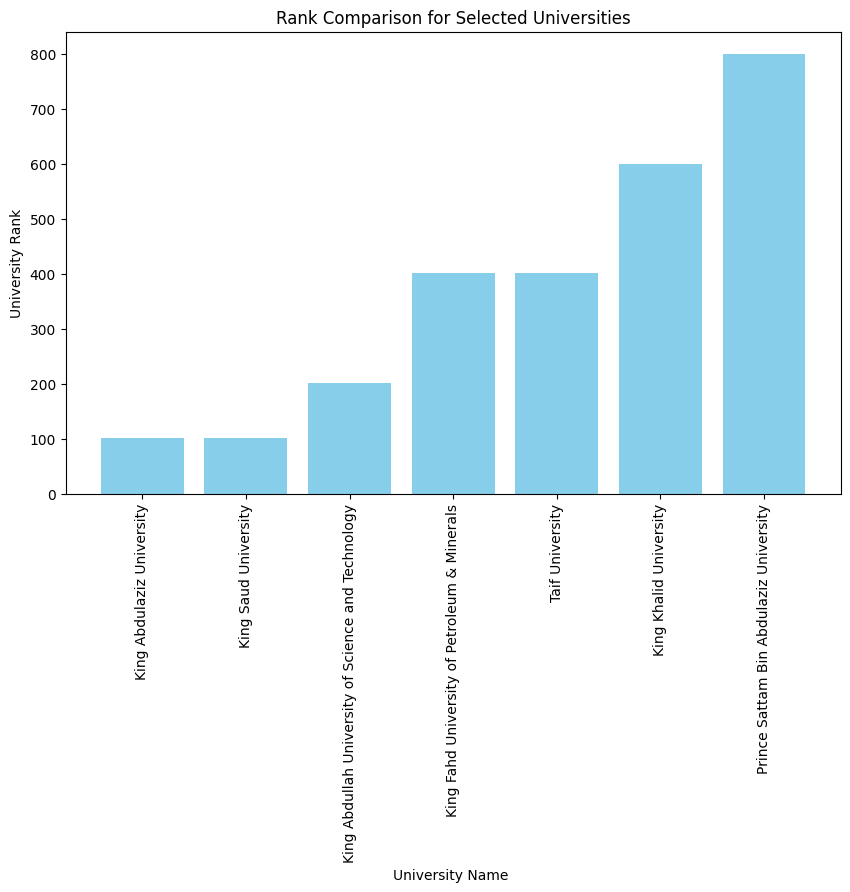 Rank Comparison for Selected Universities
University Rank
800
700
600
500
400
300
200
100
0
King Abdulaziz University
King Saud University
King Abdullah University of Science and Technology
King Fahd University of Petroleum & Minerals
Taif University
King Khalid University
Prince Sattam Bin Abdulaziz University
University Name